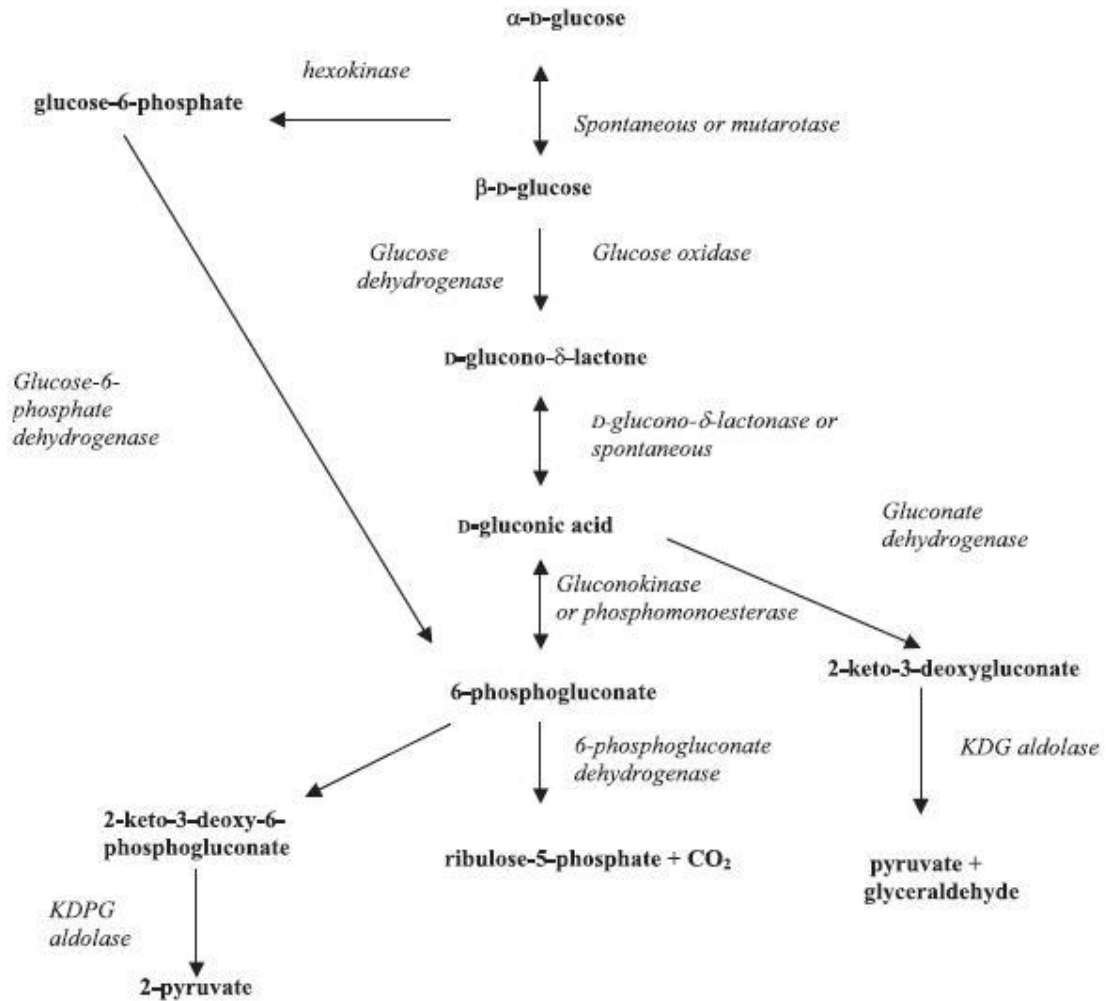 α-D-glucose
hexokinase
glucose-6-phosphate
Spontaneous or mutarotase
β-D-glucose
Glucose
dehydrogenase
Glucose oxidase
D-glucono-δ-lactone
Glucose-6-
phosphate
dehydrogenase
D-glucono-δ-lactonase or
spontaneous
D-gluconic acid
Gluconate
dehydrogenase
Gluconokinase
or phosphomonoesterase
2-keto-3-deoxygluconate
6-phosphogluconate
6-phosphogluconate
dehydrogenase
KDG aldolase
2-keto-3-deoxy-6-
phosphogluconate
ribulose-5-phosphate + CO₂
pyruvate +
glyceraldehyde
KDPG
aldolase
2-pyruvate